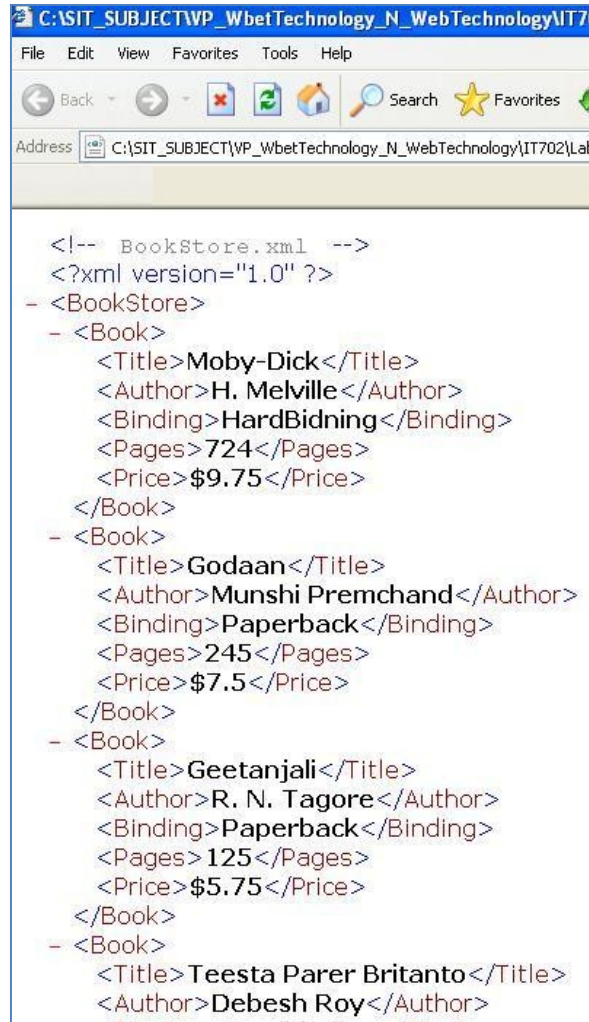 C:\SIT_SUBJECT\VP_WbetTechnology_N_WebTechnology\IT7
File Edit View Favorites Tools Help
Back Search Favorites
Address C:\SIT_SUBJECT\VP_WbetTechnology_N_WebTechnology\IT702\La
<!-- BookStore.xml -->
<?xml version="1.0" ?>
- <BookStore>
- <Book>
<Title>Moby-Dick</Title>
<Author>H. Melville</Author>
<Binding>HardBidning</Binding>
<Pages>724</Pages>
<Price>$9.75</Price>
</Book>
- <Book>
<Title>Godaan</Title>
<Author>Munshi Premchand</Author>
<Binding>Paperback</Binding>
<Pages>245</Pages>
<Price>$7.5</Price>
</Book>
- <Book>
<Title>Geetanjali</Title>
<Author>R. N. Tagore</Author>
<Binding>Paperback</Binding>
<Pages>125</Pages>
<Price>$5.75</Price>
</Book>
- <Book>
<Title>Teesta Parer Britanto</Title>
<Author>Debesh Roy</Author>